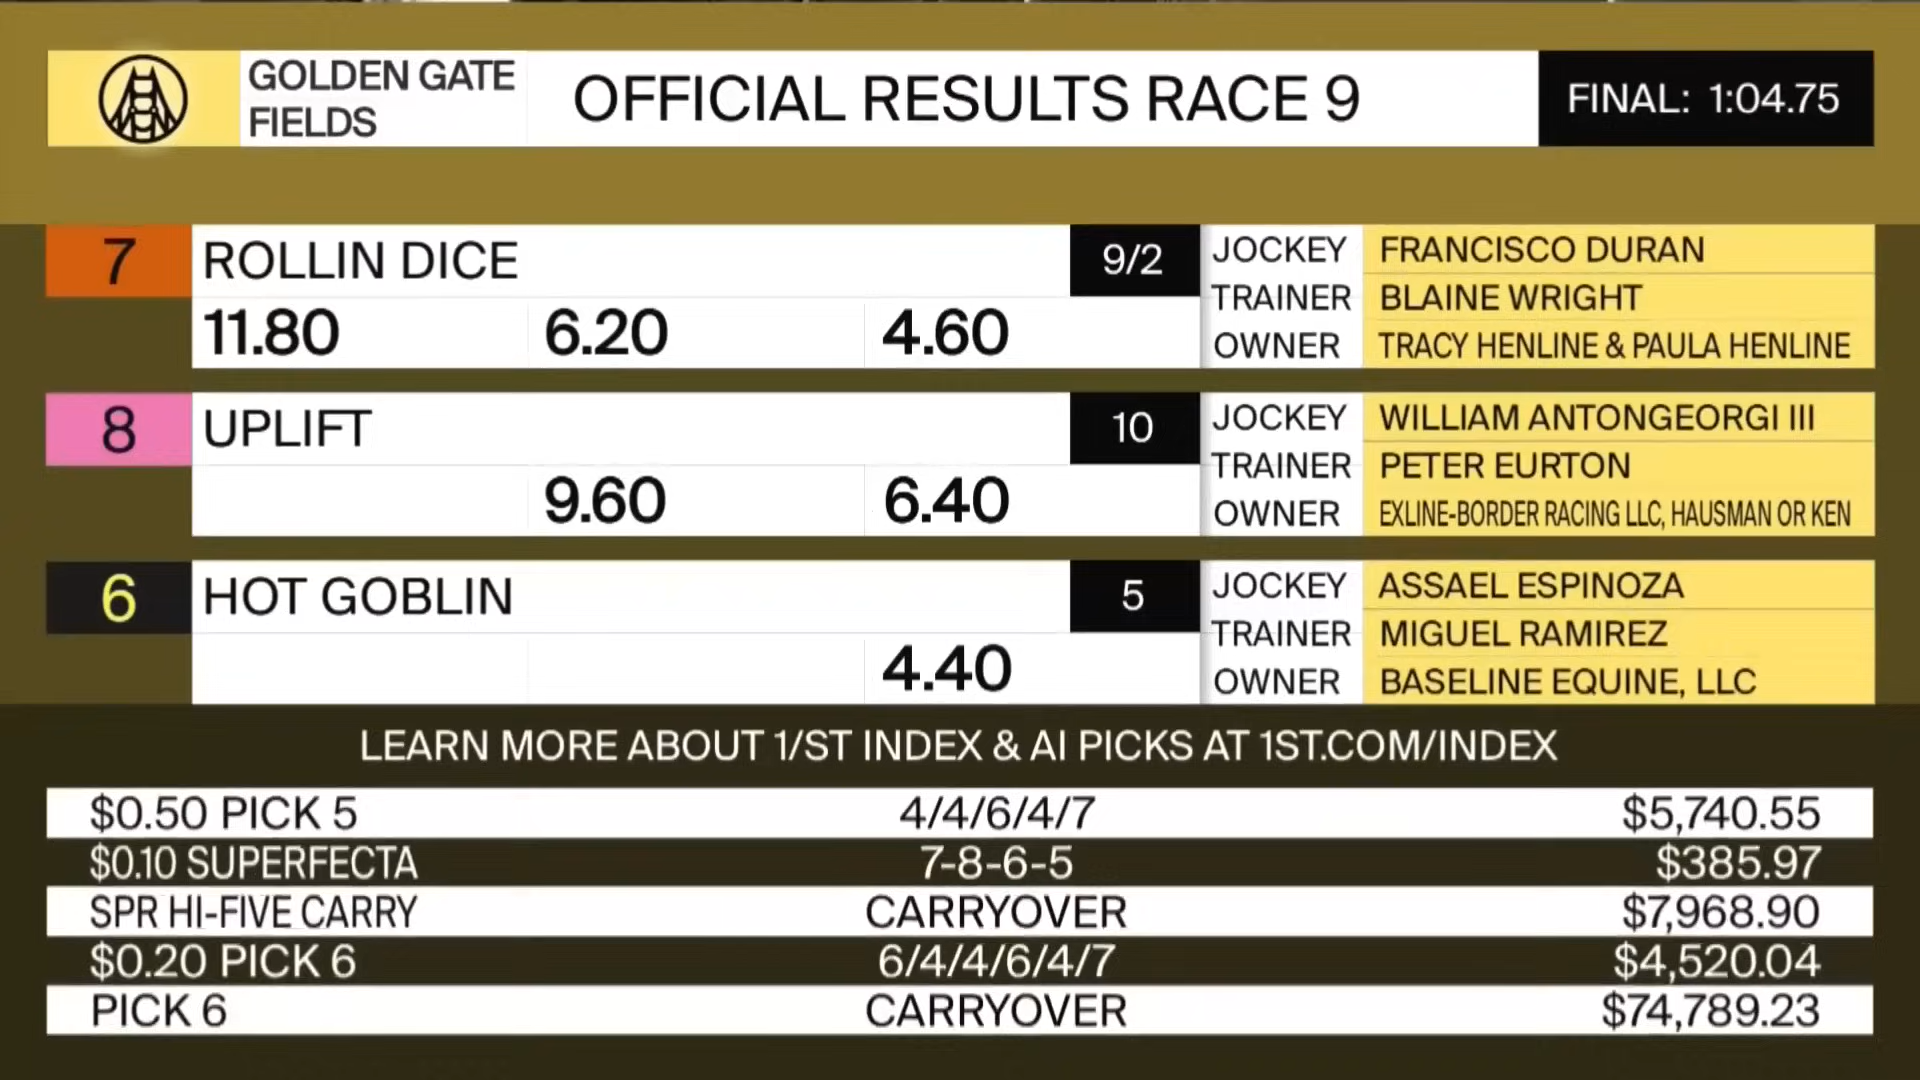 GOLDEN GATE
FIELDS
OFFICIAL RESULTS RACE 9
FINAL: 1:04.75
7
ROLLIN DICE
9/2
11.80 6.20 4.60
JOCKEY FRANCISCO DURAN
TRAINER BLAINE WRIGHT
OWNER TRACY HENLINE & PAULA HENLINE
8
UPLIFT
10
9.60 6.40
JOCKEY WILLIAM ANTONGEORGI III
TRAINER PETER EURTON
OWNER EXLINE-BORDER RACING LLC, HAUSMAN OR KEN
6
HOT GOBLIN
5
4.40
JOCKEY ASSAEL ESPINOZA
TRAINER MIGUEL RAMIREZ
OWNER BASELINE EQUINE, LLC
LEARN MORE ABOUT 1/ST INDEX & AI PICKS AT 1ST.COM/INDEX
$0.50 PICK 5 4/4/6/4/7 $5,740.55
$0.10 SUPERFECTA 7-8-6-5 $385.97
SPR HI-FIVE CARRY CARRYOVER $7,968.90
$0.20 PICK 6 6/4/4/6/4/7 $4,520.04
PICK 6 CARRYOVER $74,789.23